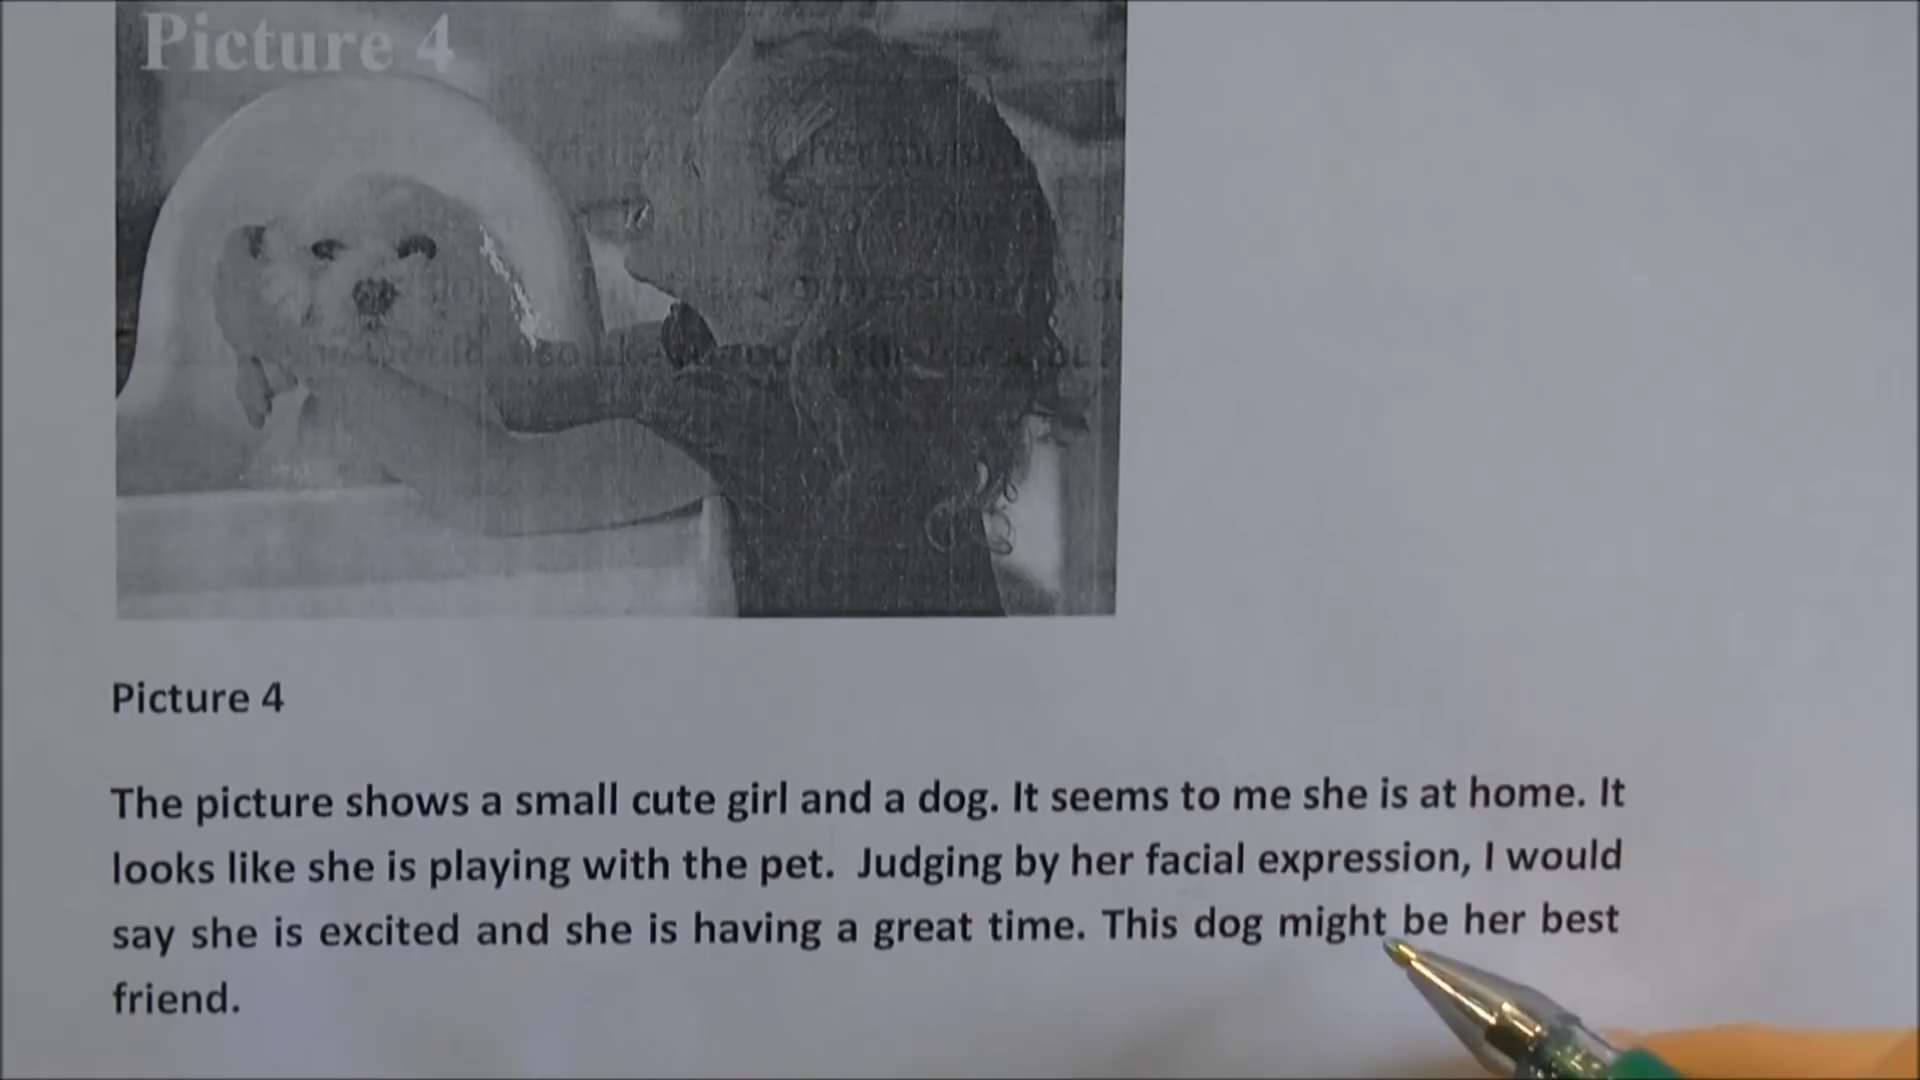 Picture 4
Picture 4
The picture shows a small cute girl and a dog. It seems to me she is at home. It
looks like she is playing with the pet.  Judging by her facial expression, I would
say she is excited and she is having a great time. This dog might be her best
friend.